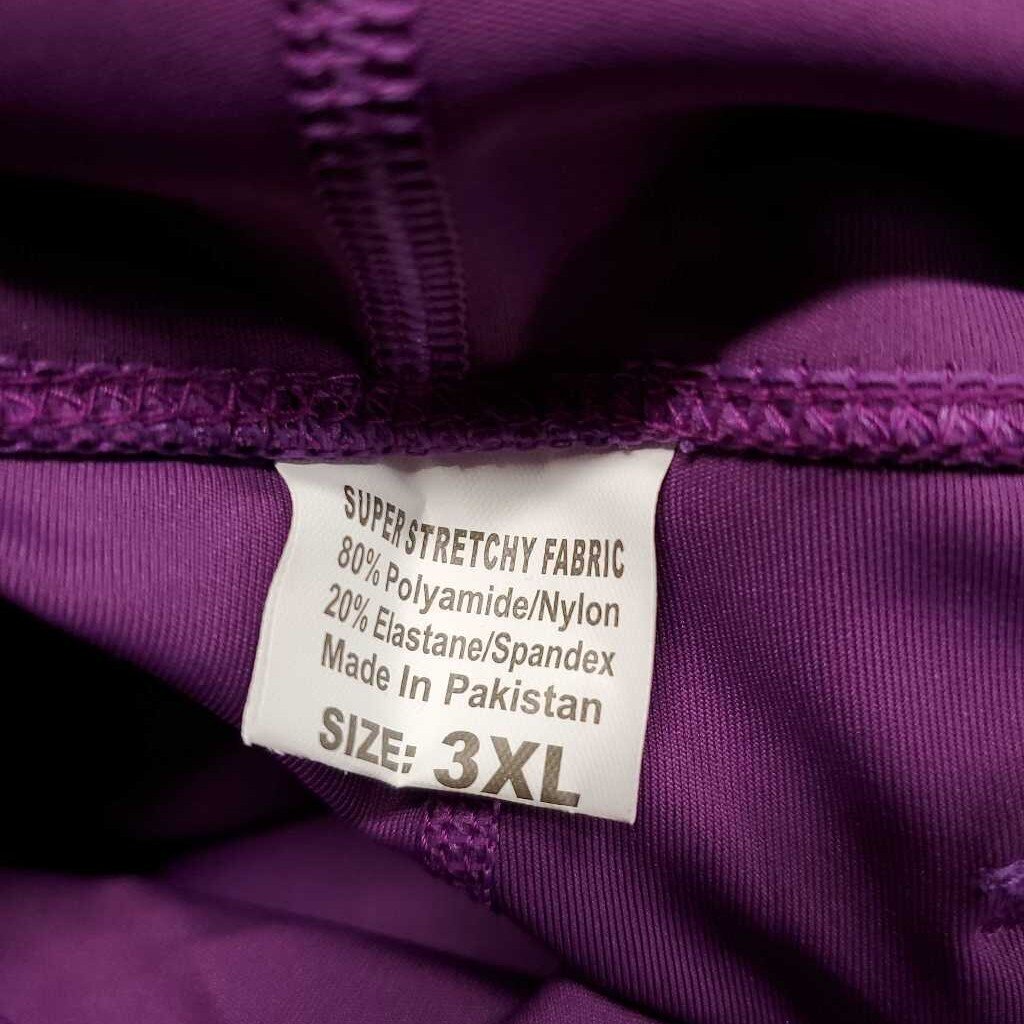 SUPER STRETCHY FABRIC
80% Polyamide/Nylon
20% Elastane/Spandex
Made In Pakistan
SIZE: 3XL